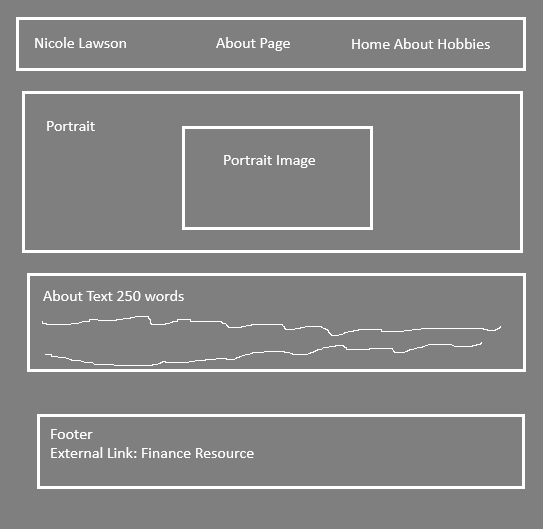 Nicole Lawson
About Page
Home About Hobbies
Portrait
Portrait Image
About Text 250 words
Footer
External Link: Finance Resource